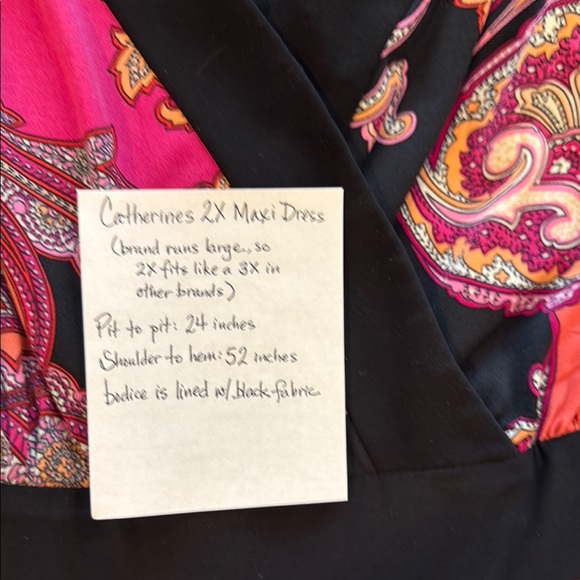 Catherines 2X Maxi Dress
(brand runs large, so
2X fits like a 3X in
other brands)
Pit to pit: 24 inches
Shoulder to hem: 52 inches
bodice is lined w/ black fabric